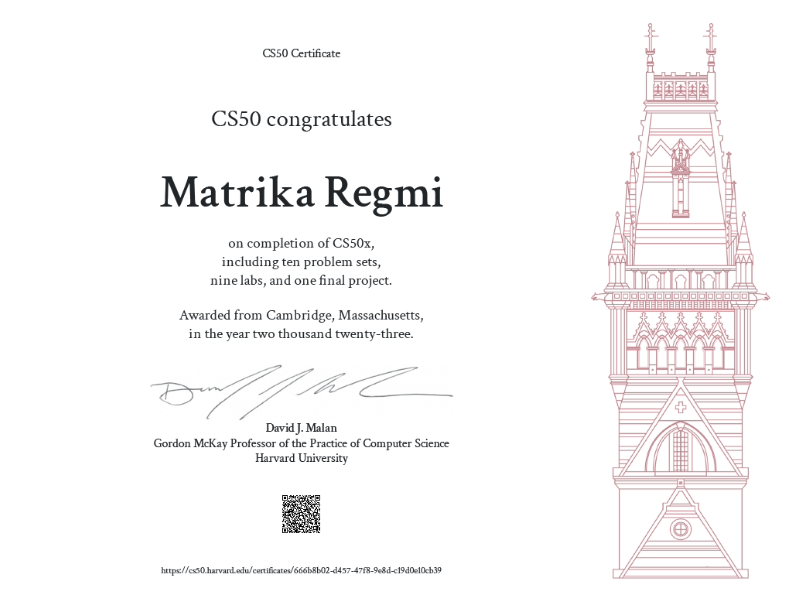 CS50 Certificate
CS50 congratulates
Matrika Regmi
on completion of CS50x,
including ten problem sets,
nine labs, and one final project.
Awarded from Cambridge, Massachusetts,
in the year two thousand twenty-three.
David J. Malan
Gordon McKay Professor of the Practice of Computer Science
Harvard University
https://cs50.harvard.edu/certificates/666b8b02-d457-47f8-9e8d-c19d0e10cb39